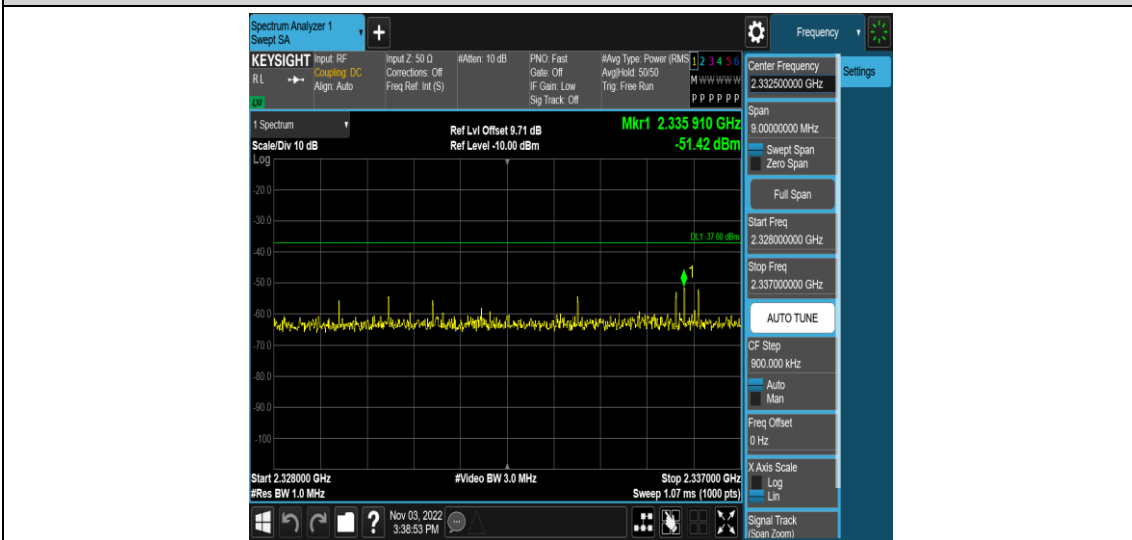 Spectrum Analyzer 1
Swept SA
+
Frequency
KEYSIGHT
RL
LW
Input: RF
Coupling: DC
Align: Auto
Input Z: 50 Ω
Corrections: Off
Freq Ref: Int (S)
#Atten: 10 dB
PNO: Fast
Gate: Off
IF Gain: Low
Sig Track: Off
#Avg Type: Power (RMS
Avg|Hold: 50/50
Trig: Free Run
1 2 3 4 5 6
M W W W W W
P P P P P P
1 Spectrum
Scale/Div 10 dB
Log
Ref Lvl Offset 9.71 dB
Ref Level -10.00 dBm
Mkr1 2.335 910 GHz
-51.42 dBm
-20.0
-30.0
DL1 -37.00 dBm
-40.0
1
-50.0
-60.0
-70.0
-80.0
-90.0
-100
Start 2.328000 GHz
#Res BW 1.0 MHz
#Video BW 3.0 MHz
Stop 2.337000 GHz
Sweep 1.07 ms (1000 pts)
?
Nov 03, 2022
3:38:53 PM
Center Frequency
2.332500000 GHz
Settings
Span
9.00000000 MHz
Swept Span
Zero Span
Full Span
Start Freq
2.328000000 GHz
Stop Freq
2.337000000 GHz
AUTO TUNE
CF Step
900.000 kHz
Auto
Man
Freq Offset
0 Hz
X Axis Scale
Log
Lin
Signal Track
(Span Zoom)